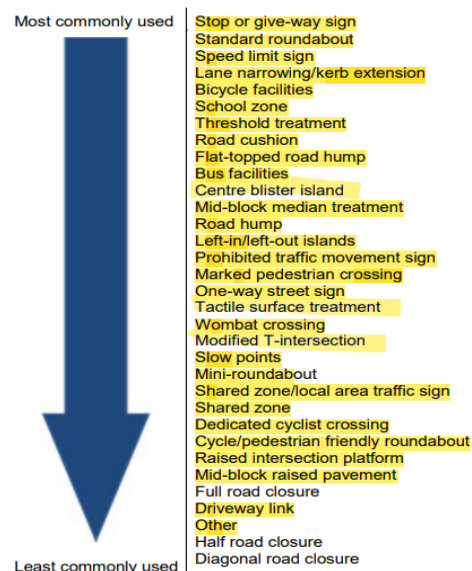 Most commonly used
Stop or give-way sign
Standard roundabout
Speed limit sign
Lane narrowing/kerb extension
Bicycle facilities
School zone
Threshold treatment
Road cushion
Flat-topped road hump
Bus facilities
Centre blister island
Mid-block median treatment
Road hump
Left-in/left-out islands
Prohibited traffic movement sign
Marked pedestrian crossing
One-way street sign
Tactile surface treatment
Wombat crossing
Modified T-intersection
Slow points
Mini-roundabout
Shared zone/local area traffic sign
Shared zone
Dedicated cyclist crossing
Cycle/pedestrian friendly roundabout
Raised intersection platform
Mid-block raised pavement
Full road closure
Driveway link
Other
Half road closure
Diagonal road closure
Least commonly used